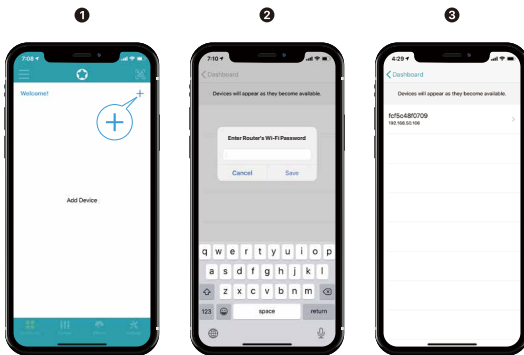 1
2
3
7:08
Welcome!
Add Device
7:10
Dashboard
Devices will appear as they become available.
Enter Router's Wi-Fi Password
Cancel
Save
q w e r t y u i o p
a s d f g h j k l
z x c v b n m
123
space
return
4:29
Dashboard
Devices will appear as they become available.
fcf5c48f0709
192.168.50.106